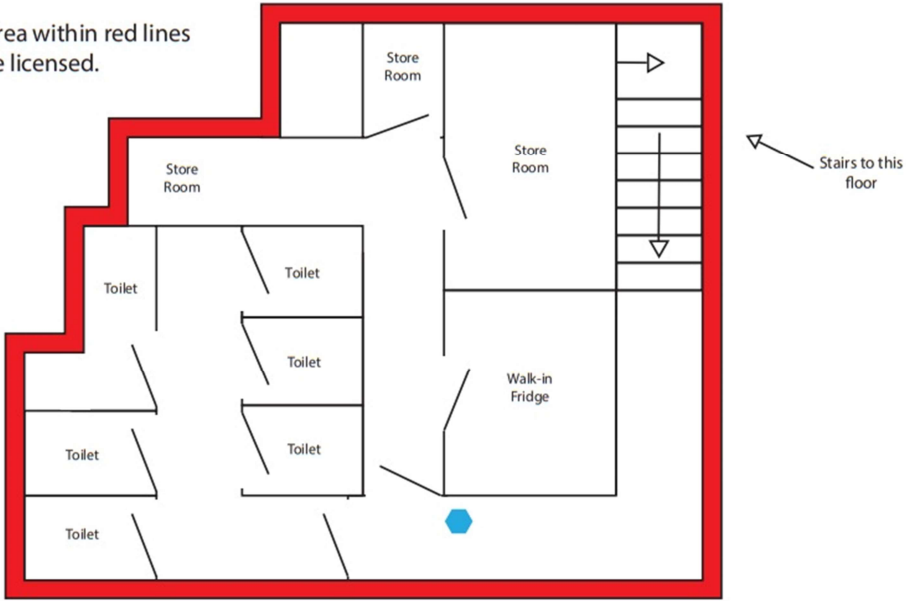 rea within red lines
e licensed.
Store
Room
Store
Room
Store
Room
Stairs to this
floor
Toilet
Toilet
Toilet
Walk-in
Fridge
Toilet
Toilet
Toilet